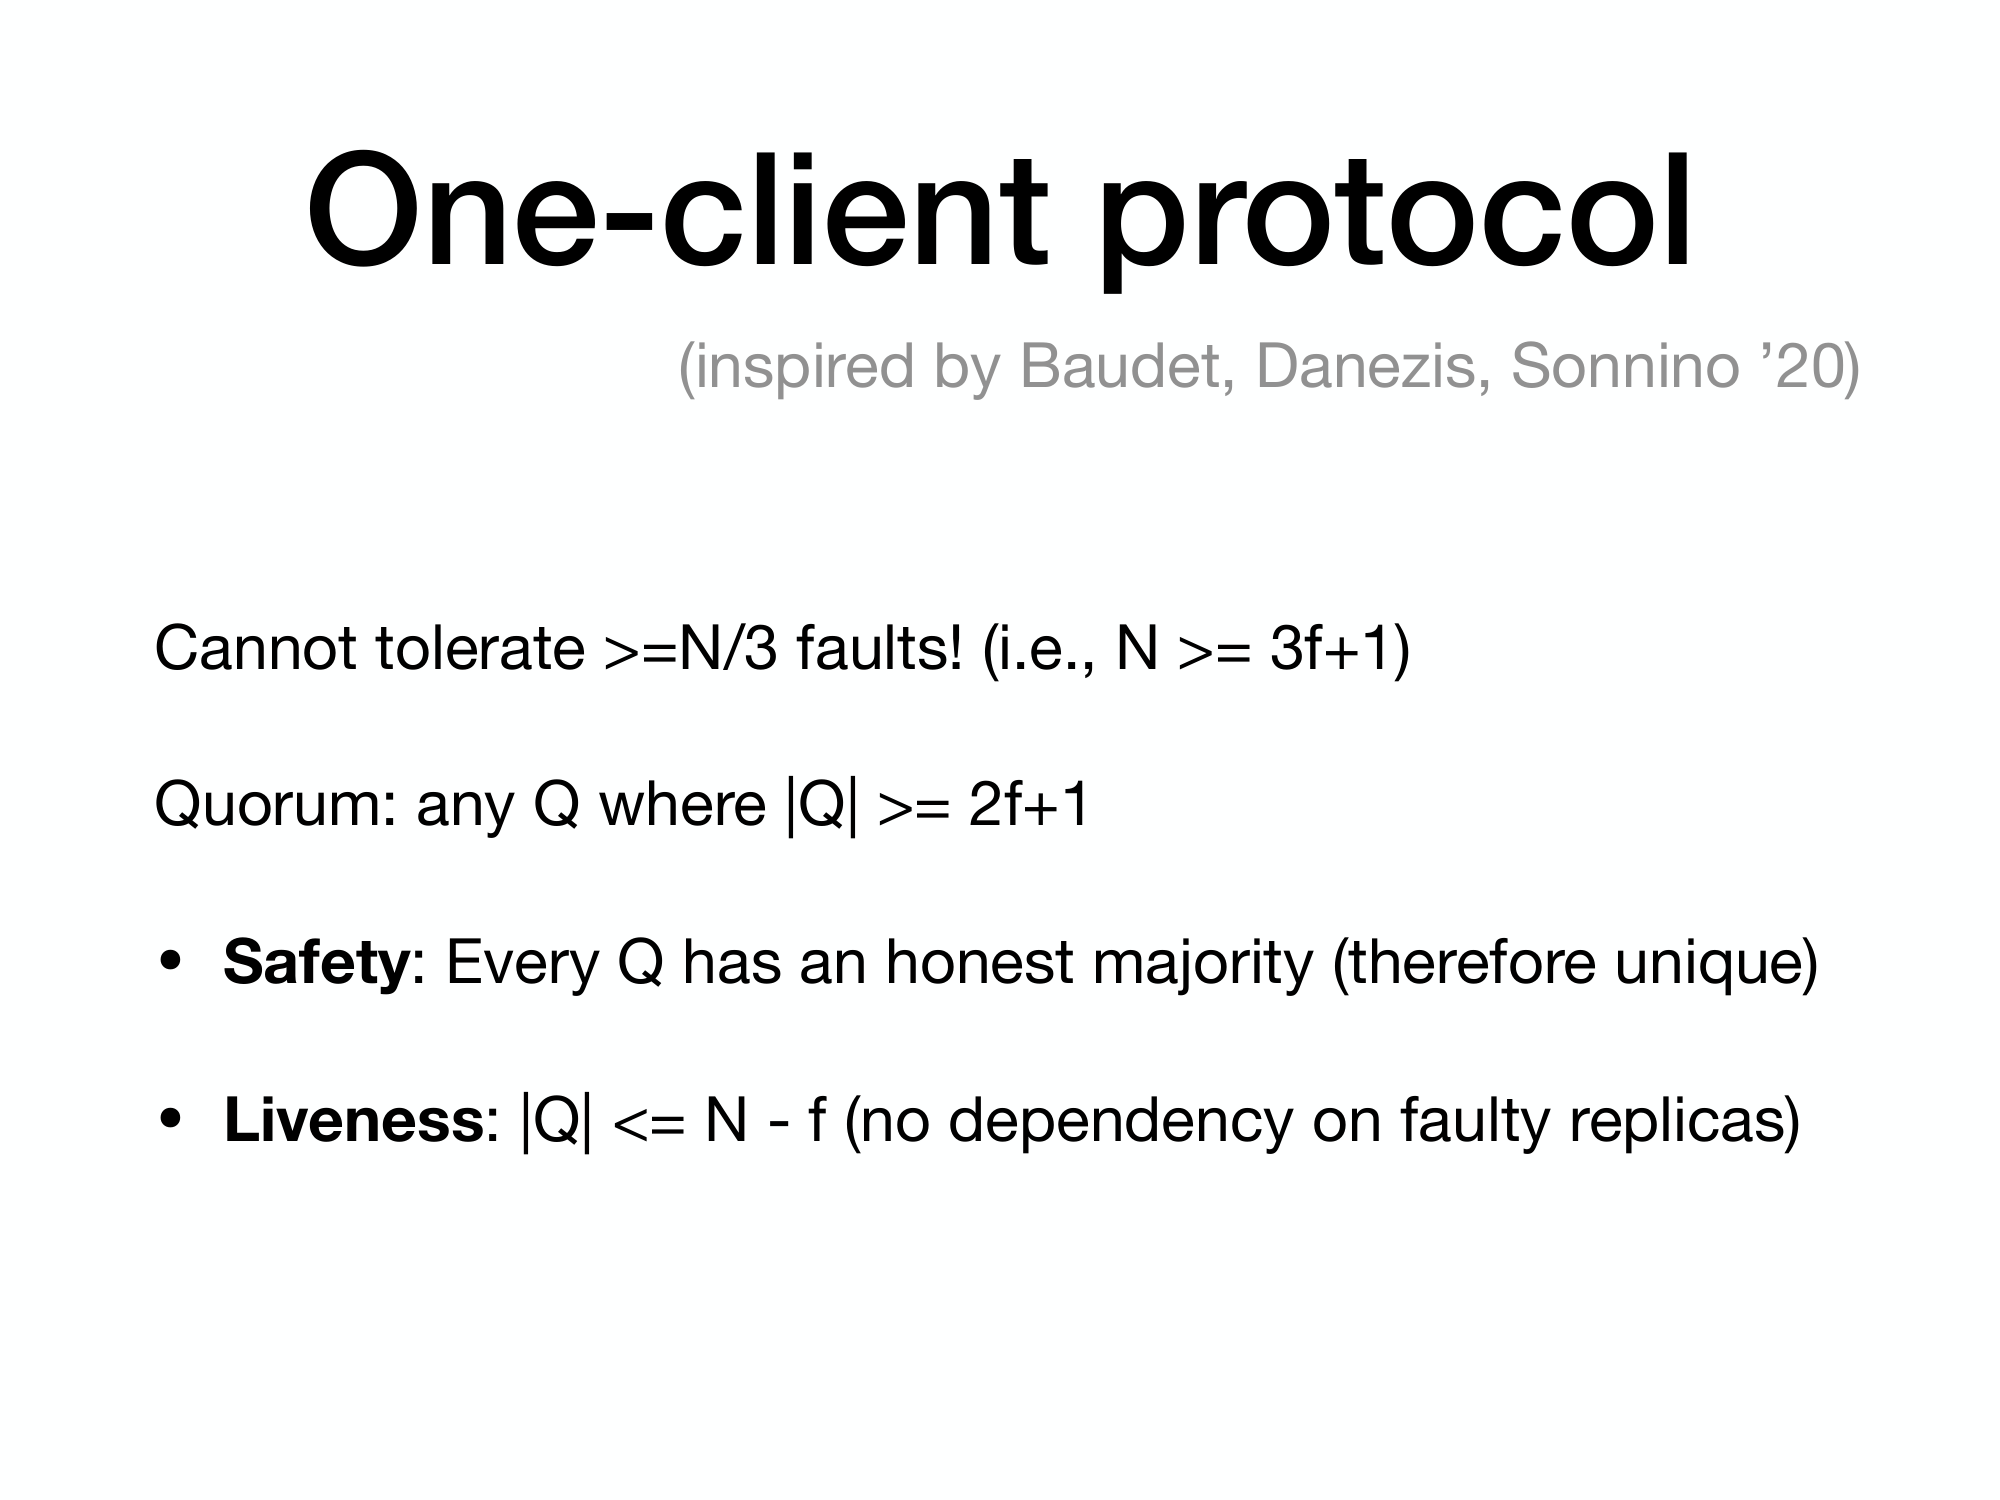 One-client protocol
(inspired by Baudet, Danezis, Sonnino ’20)
Cannot tolerate >=N/3 faults! (i.e., N >= 3f+1)
Quorum: any Q where |Q| >= 2f+1
• Safety: Every Q has an honest majority (therefore unique)
• Liveness: |Q| <= N - f (no dependency on faulty replicas)